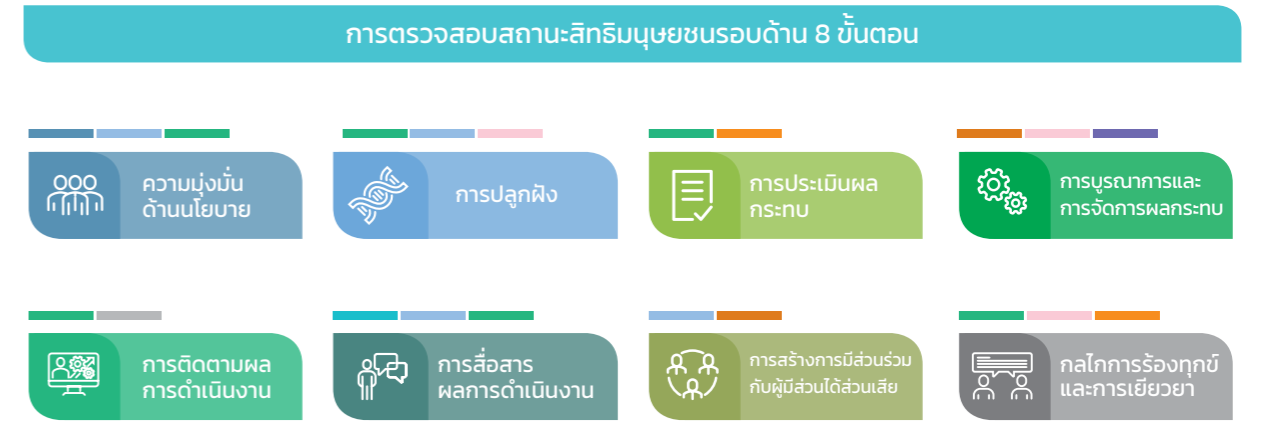 การตรวจสอบสถานะสิทธิมนุษยชนรอบด้าน 8 ขั้นตอน
ความมุ่งมั่น
ด้านนโยบาย
การปลูกฝัง
การประเมินผล
กระทบ
การบูรณาการและ
การจัดการผลกระทบ
การติดตามผล
การดำเนินงาน
การสื่อสาร
ผลการดำเนินงาน
การสร้างการมีส่วนร่วม
กับผู้มีส่วนได้ส่วนเสีย
กลไกการร้องทุกข์
และการเยียวยา